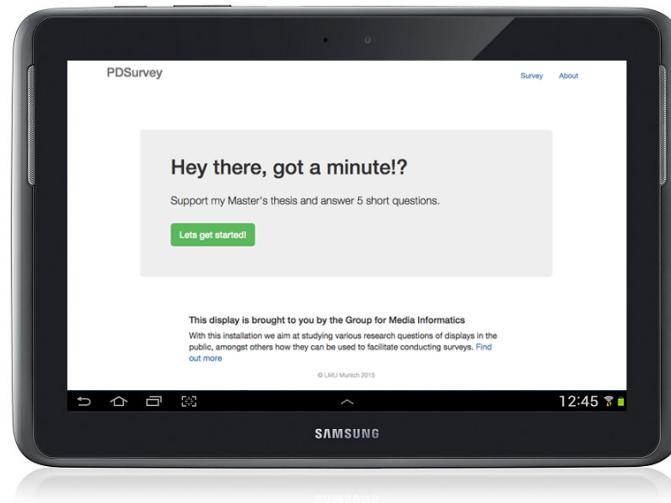 PDSurvey
Survey About
Hey there, got a minute!?
Support my Master's thesis and answer 5 short questions.
Lets get started!
This display is brought to you by the Group for Media Informatics
With this installation we aim at studying various research questions of displays in the
public, amongst others how they can be used to facilitate conducting surveys. Find
out more
© LMU Munich 2015
12:45
SAMSUNG